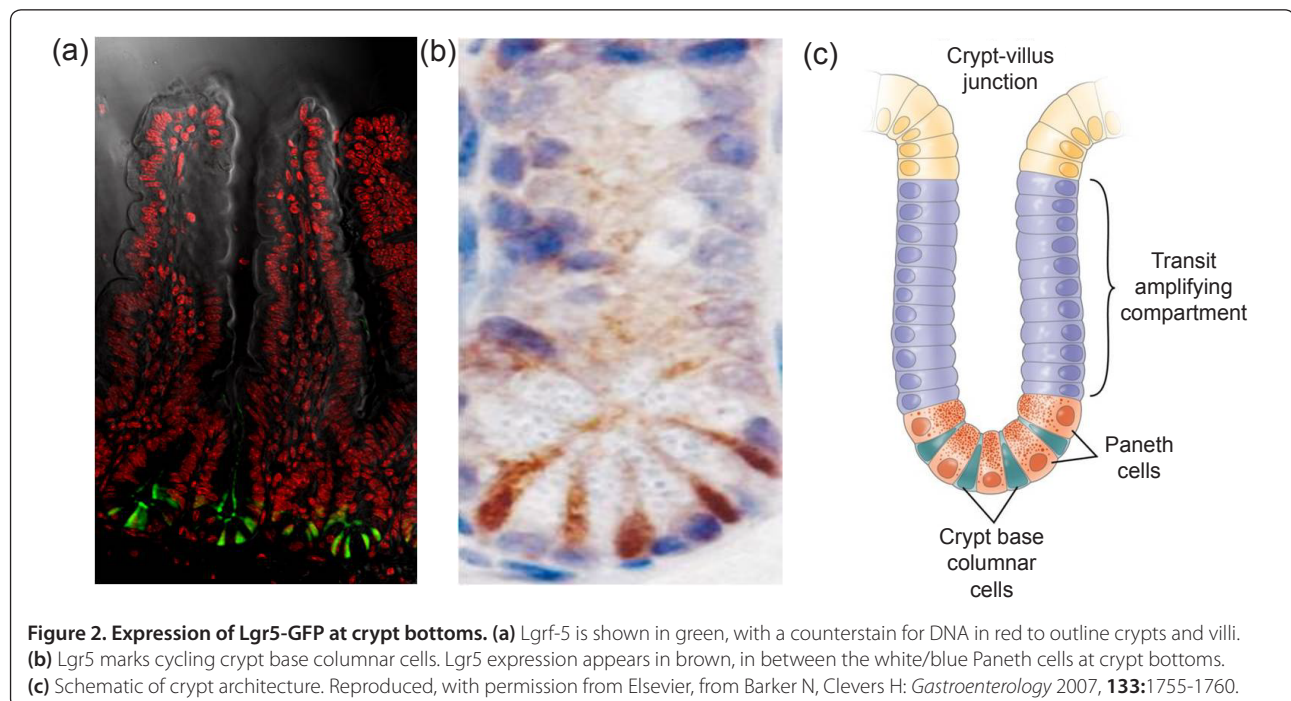 (a)
(b)
(c)
Crypt-villus
junction
Transit
amplifying
compartment
Paneth
cells
Crypt base
columnar
cells
Figure 2. Expression of Lgr5-GFP at crypt bottoms. (a) Lgrf-5 is shown in green, with a counterstain for DNA in red to outline crypts and villi.
(b) Lgr5 marks cycling crypt base columnar cells. Lgr5 expression appears in brown, in between the white/blue Paneth cells at crypt bottoms.
(c) Schematic of crypt architecture. Reproduced, with permission from Elsevier, from Barker N, Clevers H: Gastroenterology 2007, 133:1755-1760.